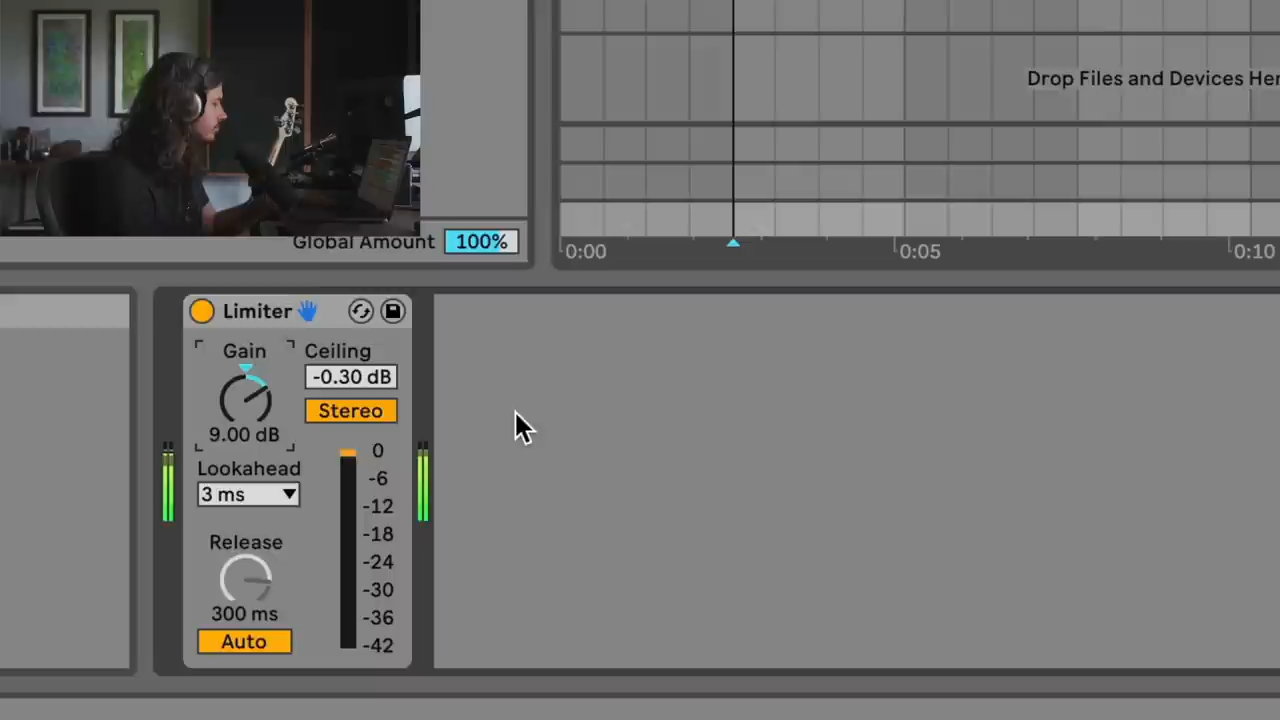 Drop Files and Devices Her
Global Amount 100%
0:00 0:05 0:10
Limiter
Gain Ceiling
-0.30 dB
Stereo
9.00 dB
0
Lookahead
-6
3 ms
-12
-18
Release
-24
-30
300 ms
-36
Auto
-42